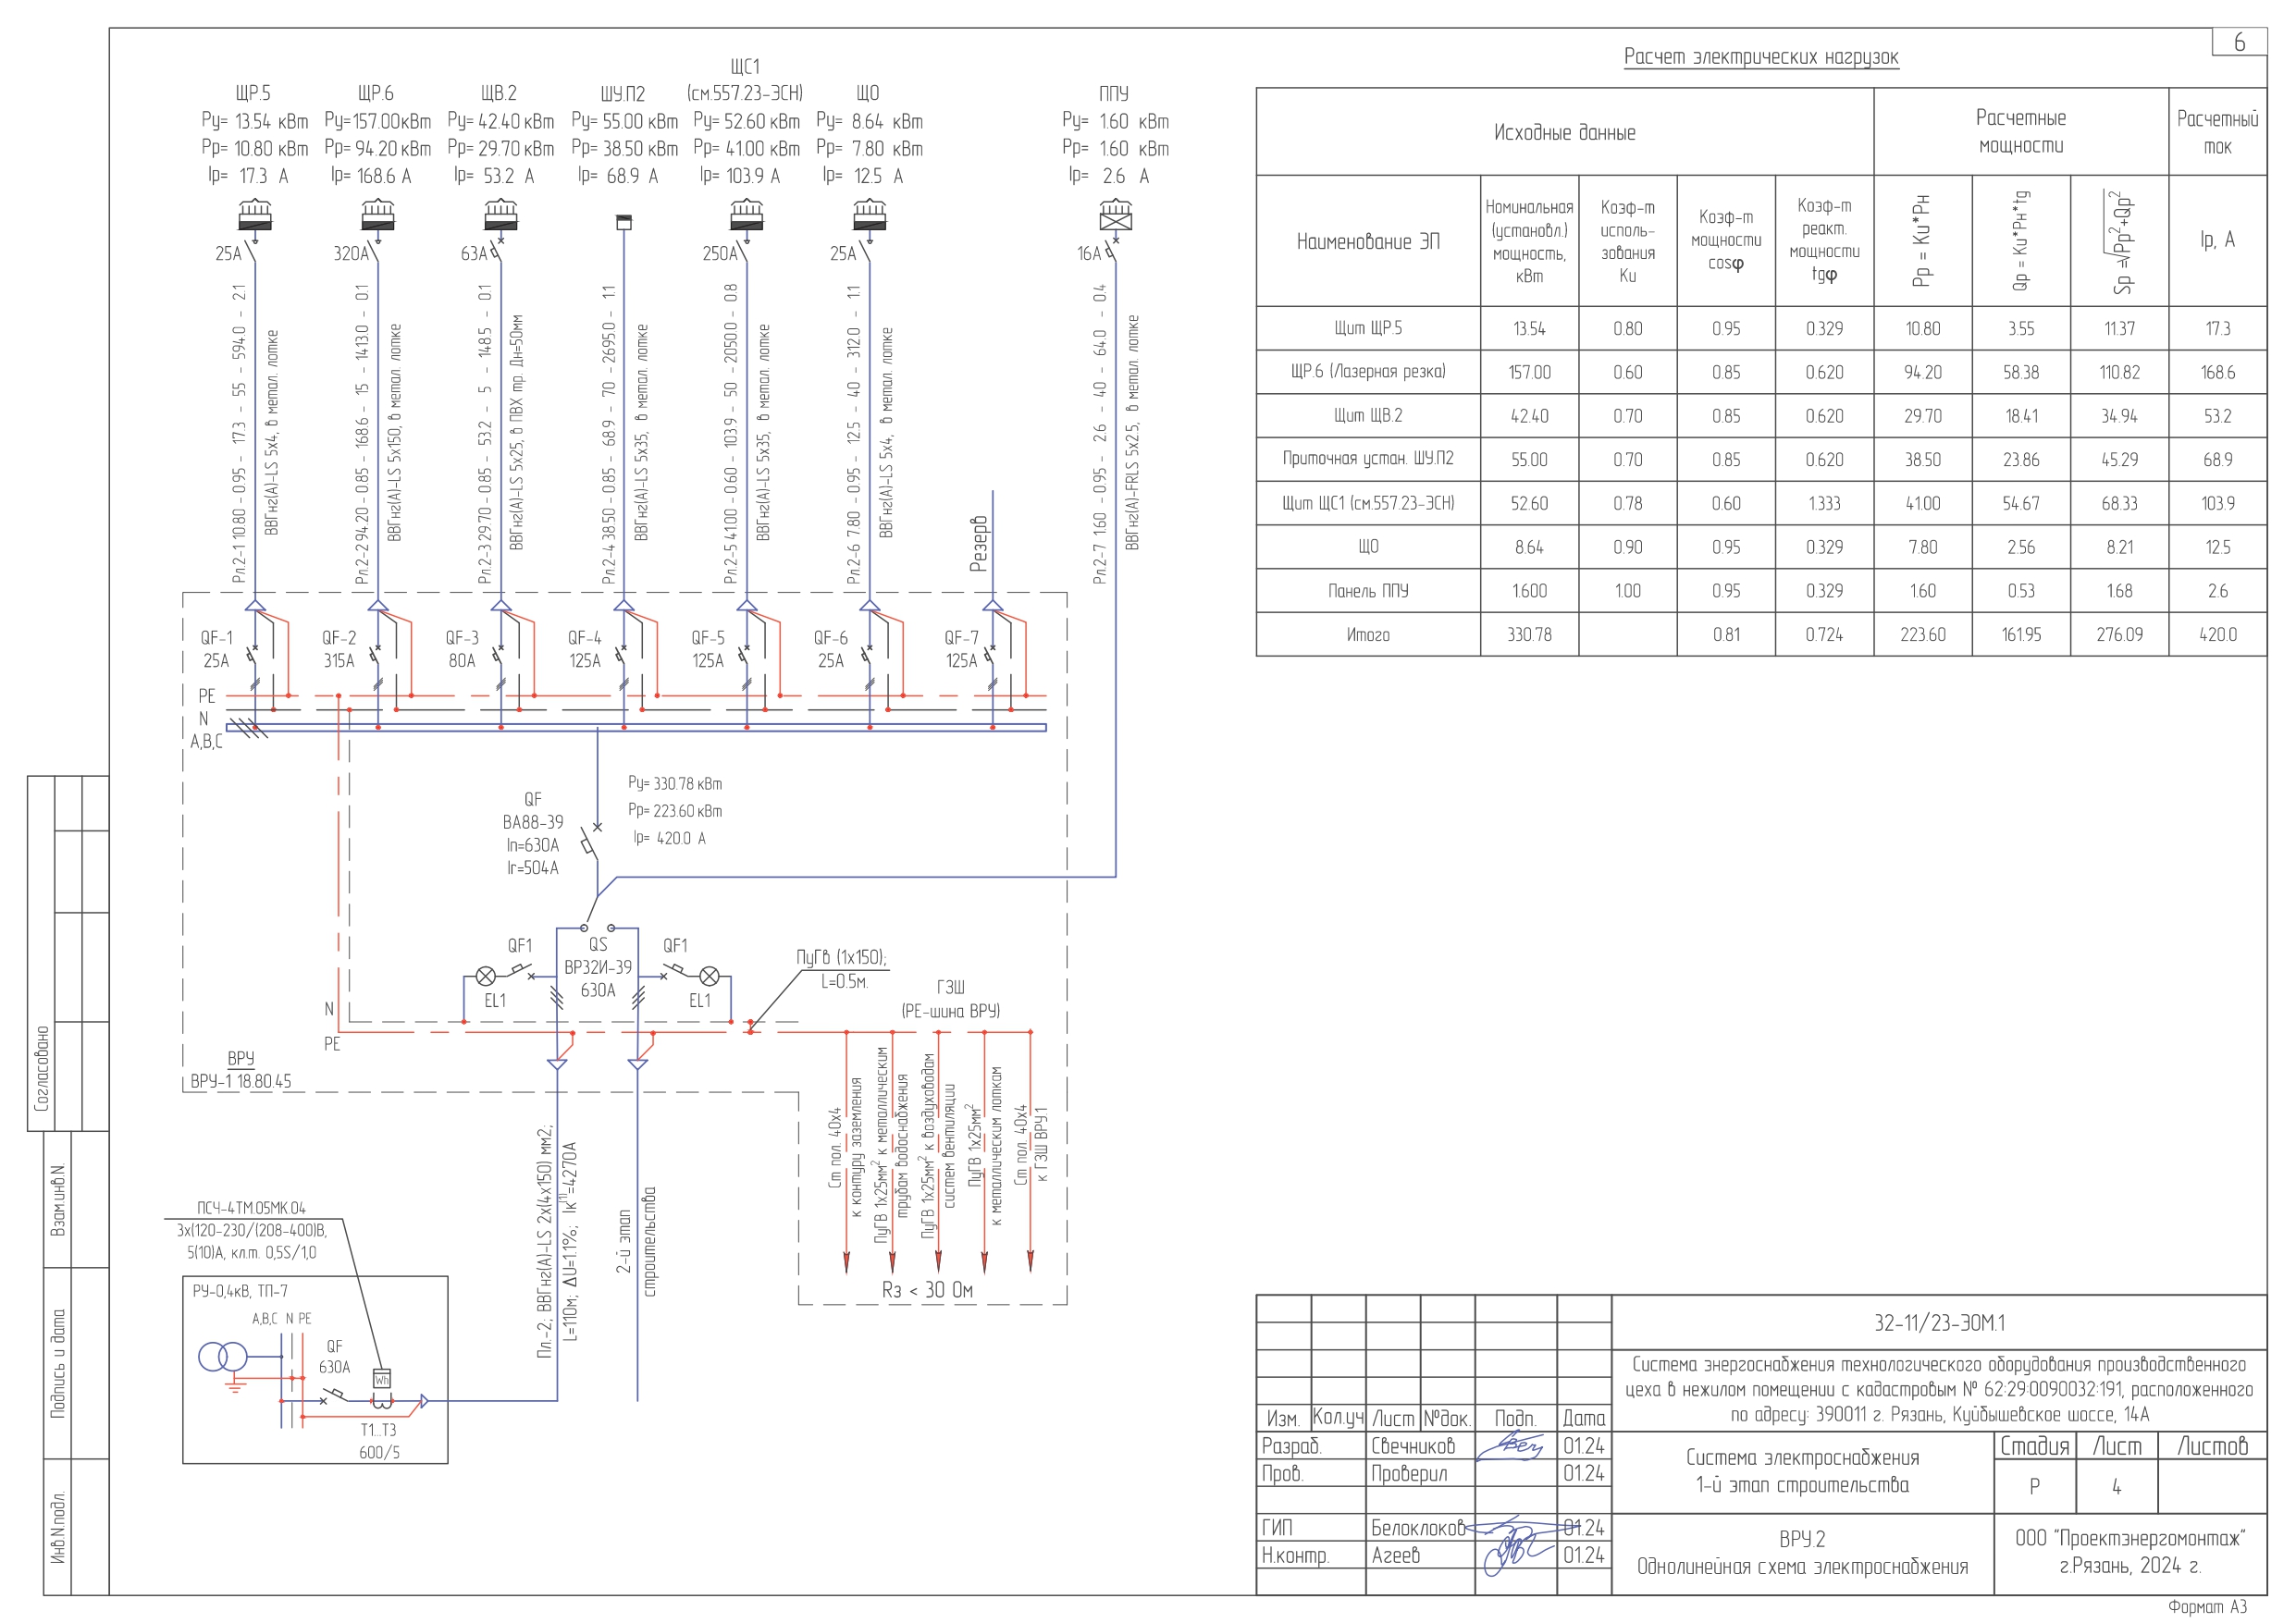 6
ЩР.5
Ру= 13.54 кВт
Рр= 10.80 кВт
Iр= 17.3 А
25А
ЩР.6
Ру=157.00кВт
Рр= 94.20 кВт
Iр= 168.6 А
320А
ЩВ.2
Ру= 42.40 кВт
Рр= 29.70 кВт
Iр= 53.2 А
63А
ШУ.П2
Ру= 55.00 кВт
Рр= 38.50 кВт
Iр= 68.9 А
ЩС1
(см.557.23-ЭСН)
Ру= 52.60 кВт
Рр= 41.00 кВт
Iр= 103.9 А
250А
ЩО
Ру= 8.64 кВт
Рр= 7.80 кВт
Iр= 12.5 А
25А
ППУ
Ру= 1.60 кВт
Рр= 1.60 кВт
Iр= 2.6 А
16А
Рл.2-1 10.80 - 0.95 - 17.3 - 55 - 594.0 - 2.1
ВВГнг(А)-LS 5х4, в метал. лотке
Рл.2-2 94.20 - 0.85 - 168.6 - 15 - 1413.0 - 0.1
ВВГнг(А)-LS 5х150, в метал. лотке
Рл.2-3 29.70 - 0.85 - 53.2 - 5 - 148.5 - 0.1
ВВГнг(А)-LS 5х25, в ПВХ тр. Дн=50мм
Рл.2-4 38.50 - 0.85 - 68.9 - 70 - 2695.0 - 1.1
ВВГнг(А)-LS 5х35, в метал. лотке
Рл.2-5 41.00 - 0.60 - 103.9 - 50 - 2050.0 - 0.8
ВВГнг(А)-LS 5х35, в метал. лотке
Рл.2-6 7.80 - 0.95 - 12.5 - 40 - 312.0 - 1.1
ВВГнг(А)-LS 5х4, в метал. лотке
Резерв
Рл.2-7 1.60 - 0.95 - 2.6 - 40 - 64.0 - 0.4
ВВГнг(А)-FRLS 5х2.5, в метал. лотке
QF-1
25А
QF-2
315А
QF-3
80А
QF-4
125А
QF-5
125А
QF-6
25А
QF-7
125А
PE
N
А,В,С
Ру= 330.78 кВт
Рр= 223.60 кВт
Iр= 420.0 А
QF
ВА88-39
In=630А
Ir=504А
QF1
EL1
QS
ВР32И-39
630А
QF1
EL1
ПуГВ (1х150);
L=0.5м.
ГЗШ
(РЕ-шина ВРУ)
N
PE
ВРУ
ВРУ-1 18.80.45
Ст пол. 40х4
к контуру заземления
ПуГВ 1х25мм² к металлическим
трубам водоснабжения
ПуГВ 1х25мм² к воздуховодам
систем вентиляции
ПуГВ 1х25мм²
к металлическим лоткам
Ст пол. 40х4
к ГЗШ ВРУ.1
Rз < 30 Ом
Пл.-2; ВВГнг(А)-LS 2х(4х150) мм2;
L=110м; ΔU=1.1%; Iк⁽¹⁾=4270А
2-й этап
строительства
ПСЧ-4ТМ.05МК.04
3х(120-230/(208-400)В,
5(10)А, кл.т. 0,5S/1,0
РУ-0,4кВ, ТП-7
А,В,С N PE
QF
630А
Wh
Т1...Т3
600/5
Расчет электрических нагрузок
Исходные данные
Расчетные
мощности
Расчетный
ток
Наименование ЭП
Номинальная
(установл.)
мощность,
кВт
Коэф-т
исполь-
зования
Ки
Коэф-т
мощности
cosφ
Коэф-т
реакт.
мощности
tgφ
Рр = Ки*Рн
Qр = Ки*Рн*tg
Sр =√Рр²+Qр²
Iр, А
Щит ЩР.5 13.54 0.80 0.95 0.329 10.80 3.55 11.37 17.3
ЩР.6 (Лазерная резка) 157.00 0.60 0.85 0.620 94.20 58.38 110.82 168.6
Щит ЩВ.2 42.40 0.70 0.85 0.620 29.70 18.41 34.94 53.2
Приточная устан. ШУ.П2 55.00 0.70 0.85 0.620 38.50 23.86 45.29 68.9
Щит ЩС1 (см.557.23-ЭСН) 52.60 0.78 0.60 1.333 41.00 54.67 68.33 103.9
ЩО 8.64 0.90 0.95 0.329 7.80 2.56 8.21 12.5
Панель ППУ 1.600 1.00 0.95 0.329 1.60 0.53 1.68 2.6
Итого 330.78 0.81 0.724 223.60 161.95 276.09 420.0
Согласовано
Взам.инв.N.
Подпись и дата
Инв.N.подл.
32-11/23-ЭОМ.1
Система энергоснабжения технологического оборудования производственного
цеха в нежилом помещении с кадастровым № 62:29:0090032:191, расположенного
по адресу: 390011 г. Рязань, Куйбышевское шоссе, 14А
Изм. Кол.уч Лист №док. Подп. Дата
Разраб. Свечников 01.24
Пров. Проверил 01.24
ГИП Белоклоков 01.24
Н.контр. Агеев 01.24
Система электроснабжения
1-й этап строительства
Стадия Лист Листов
Р 4
ВРУ.2
Однолинейная схема электроснабжения
ООО "Проектэнергомонтаж"
г.Рязань, 2024 г.
Формат А3